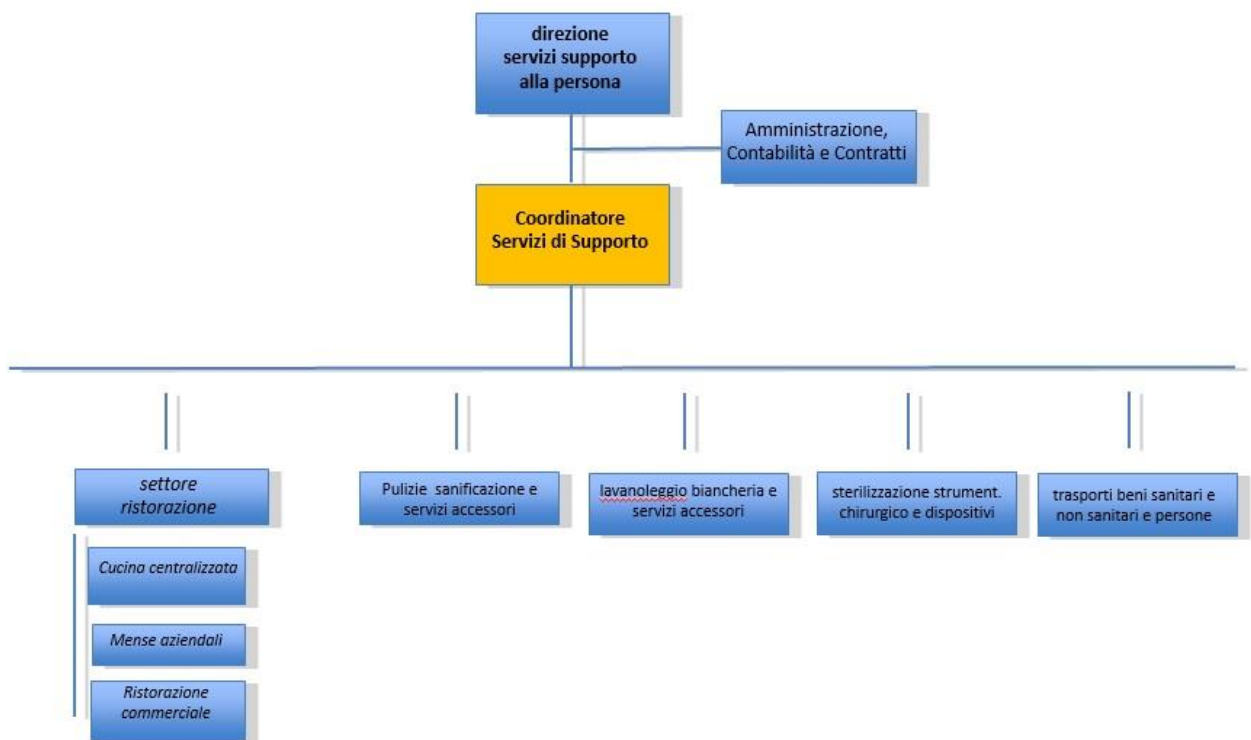 direzione
servizi supporto
alla persona
Amministrazione,
Contabilità e Contratti
Coordinatore
Servizi di Supporto
settore
ristorazione
Pulizie sanificazione e
servizi accessori
lavanoleggio biancheria e
servizi accessori
sterilizzazione strument.
chirurgico e dispositivi
trasporti beni sanitari e
non sanitari e persone
Cucina centralizzata
Mense aziendali
Ristorazione
commerciale